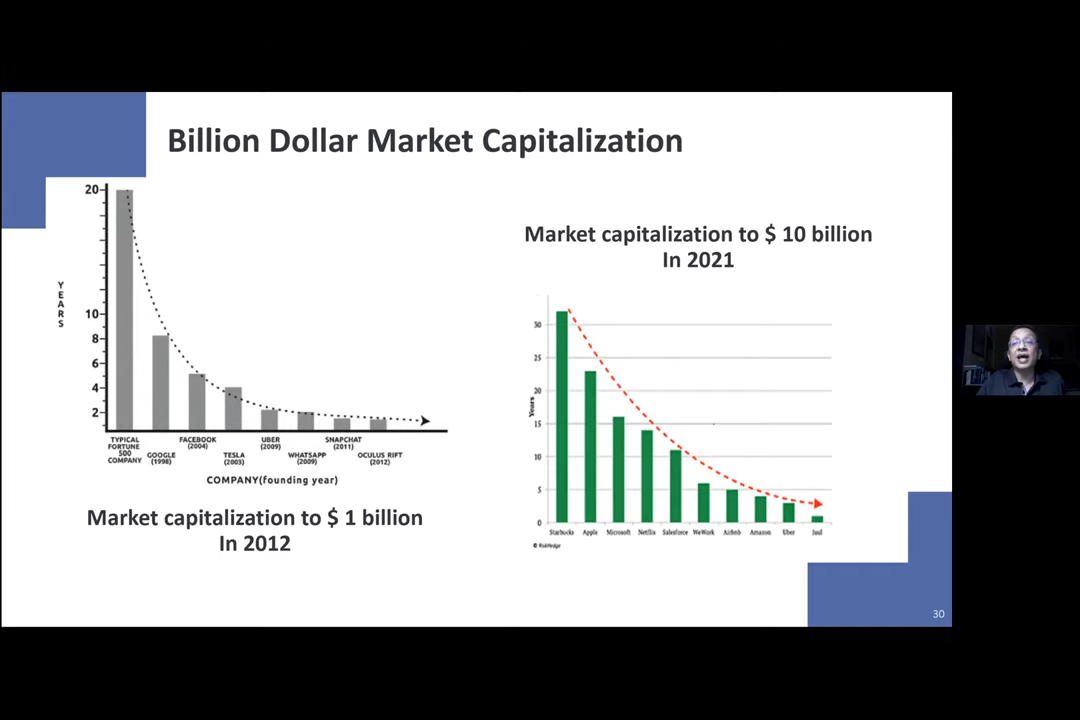 Billion Dollar Market Capitalization
20
10
8
6
4
2
Y
E
A
R
S
TYPICAL
FORTUNE
500
COMPANY
GOOGLE
(1998)
FACEBOOK
(2004)
TESLA
(2003)
UBER
(2009)
WHATSAPP
(2009)
SNAPCHAT
(2011)
OCULUS RIFT
(2012)
COMPANY(founding year)
Market capitalization to $ 1 billion
In 2012
Market capitalization to $ 10 billion
In 2021
30
25
20
15
10
5
0
Years
Starbucks
Apple
Microsoft
Netflix
Salesforce
WeWork
Airbnb
Amazon
Uber
Juul
© RiskHedge
30